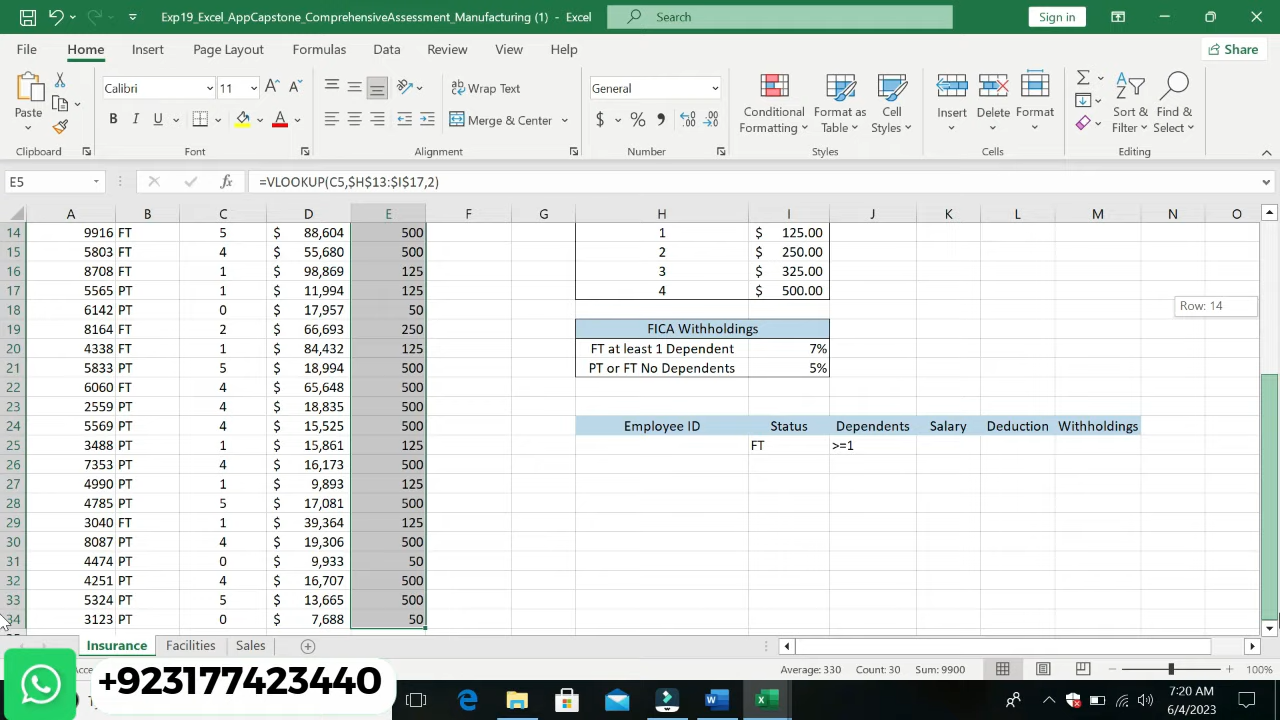 Exp19_Excel_AppCapstone_ComprehensiveAssessment_Manufacturing (1) - Excel
Search
Sign in
File Home Insert Page Layout Formulas Data Review View Help
Share
Paste
Calibri 11
B I U A
Wrap Text
Merge & Center
General
$ % ,
Conditional Formatting
Format as Table
Cell Styles
Insert Delete Format
Sort & Filter
Find & Select
Clipboard Font Alignment Number Styles Cells Editing
E5 fx =VLOOKUP(C5,$H$13:$I$17,2)
A B C D E F G H I J K L M N O
14 9916 FT 5 $ 88,604 500 1 $ 125.00
15 5803 FT 4 $ 55,680 500 2 $ 250.00
16 8708 FT 1 $ 98,869 125 3 $ 325.00
17 5565 PT 1 $ 11,994 125 4 $ 500.00
18 6142 PT 0 $ 17,957 50
Row: 14
19 8164 FT 2 $ 66,693 250 FICA Withholdings
20 4338 FT 1 $ 84,432 125 FT at least 1 Dependent 7%
21 5833 PT 5 $ 18,994 500 PT or FT No Dependents 5%
22 6060 FT 4 $ 65,648 500
23 2559 PT 4 $ 18,835 500
24 5569 PT 4 $ 15,525 500 Employee ID Status Dependents Salary Deduction Withholdings
25 3488 PT 1 $ 15,861 125 FT >=1
26 7353 PT 4 $ 16,173 500
27 4990 PT 1 $ 9,893 125
28 4785 PT 5 $ 17,081 500
29 3040 FT 1 $ 39,364 125
30 8087 PT 4 $ 19,306 500
31 4474 PT 0 $ 9,933 50
32 4251 PT 4 $ 16,707 500
33 5324 PT 5 $ 13,665 500
34 3123 PT 0 $ 7,688 50
Insurance Facilities Sales
Average: 330 Count: 30 Sum: 9900 100%
+923177423440
7:20 AM
6/4/2023